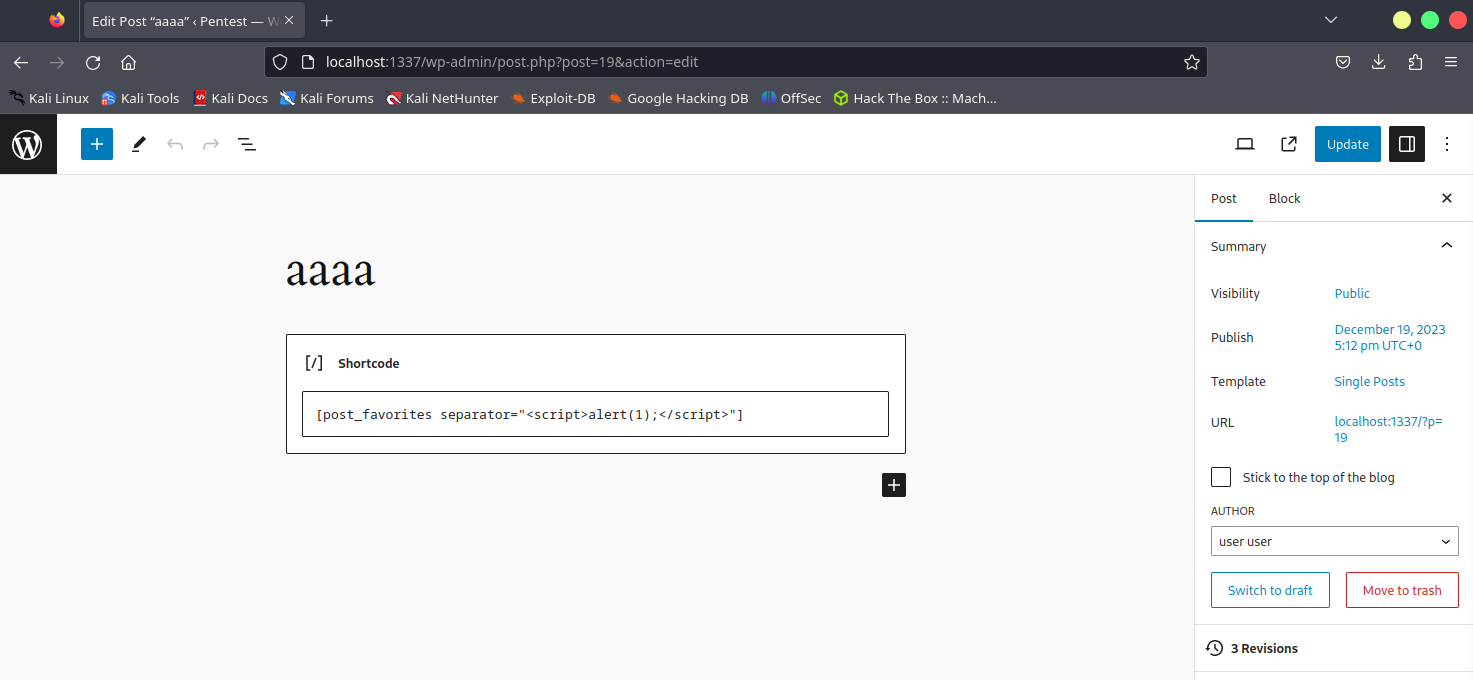 Edit Post “aaaa” ‹ Pentest — W
localhost:1337/wp-admin/post.php?post=19&action=edit
Kali Linux Kali Tools Kali Docs Kali Forums Kali NetHunter Exploit-DB Google Hacking DB OffSec Hack The Box :: Mach...
Update
Post Block
aaaa
[/] Shortcode
[post_favorites separator="<script>alert(1);</script>"]
Summary
Visibility Public
Publish December 19, 2023
5:12 pm UTC+0
Template Single Posts
URL localhost:1337/?p=
19
Stick to the top of the blog
AUTHOR
user user
Switch to draft Move to trash
3 Revisions